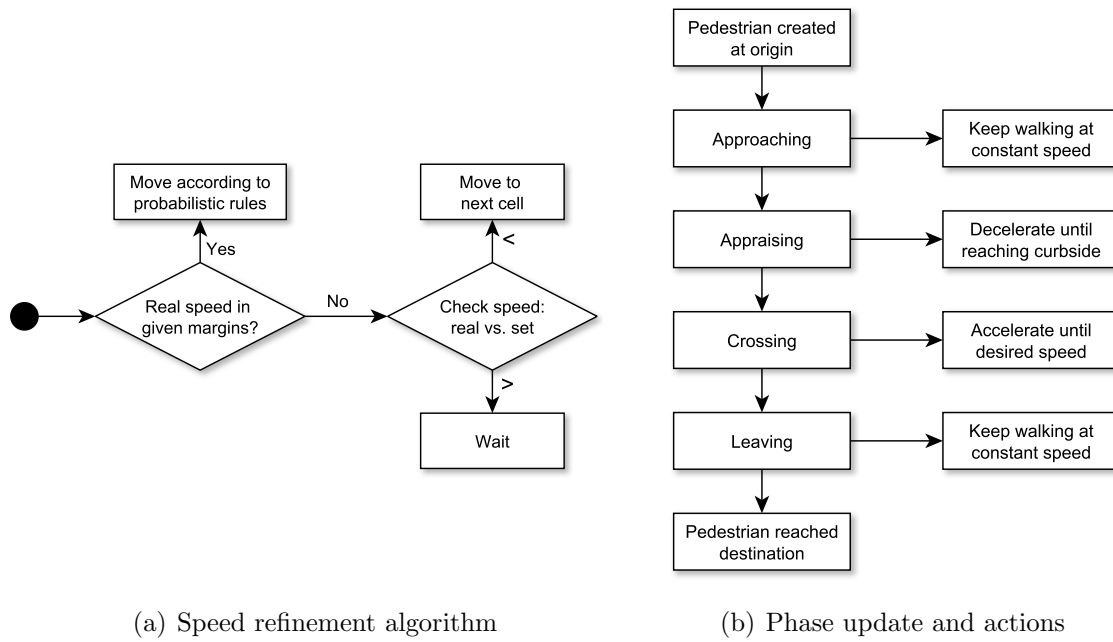 Move according to
probabilistic rules
Yes
Real speed in
given margins?
No
Move to
next cell
<
Check speed:
real vs. set
>
Wait
(a) Speed refinement algorithm
Pedestrian created
at origin
Approaching
Keep walking at
constant speed
Appraising
Decelerate until
reaching curbside
Crossing
Accelerate until
desired speed
Leaving
Keep walking at
constant speed
Pedestrian reached
destination
(b) Phase update and actions